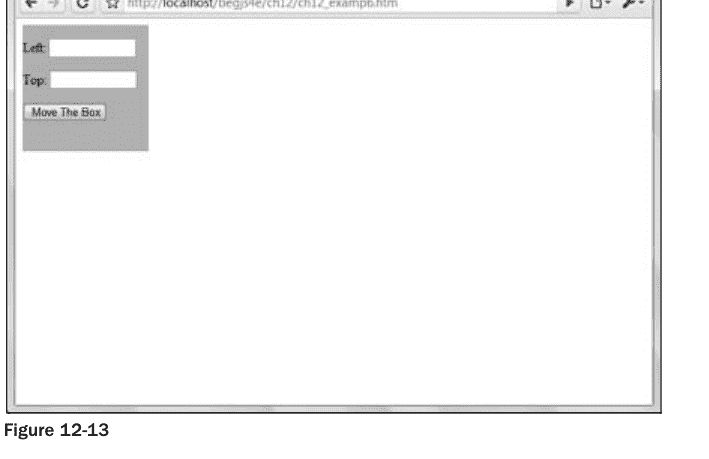 http://localhost/begjs4e/ch12/ch12_examp6.htm
Left:
Top:
Move The Box
Figure 12-13